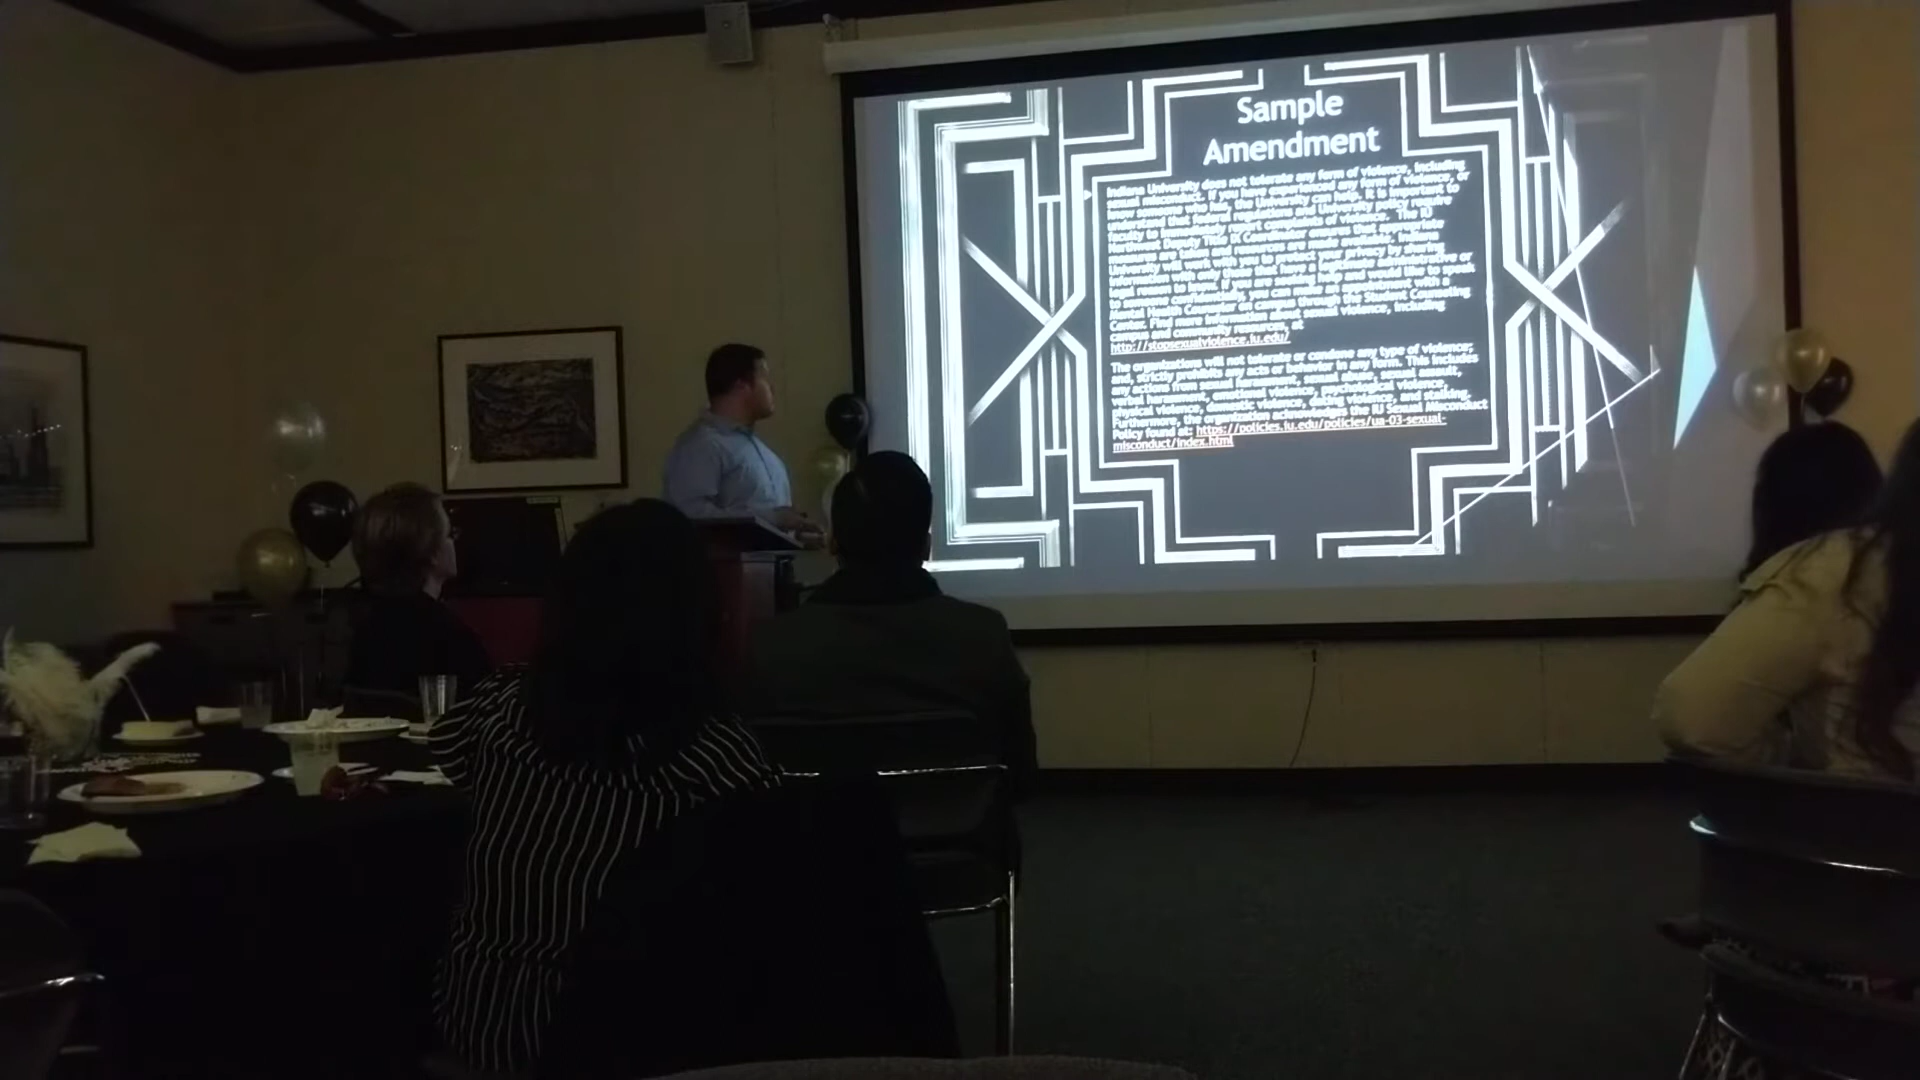 Sample
Amendment
Indiana University does not tolerate any form of violence, including
sexual misconduct. If you have experienced any form of violence, or
know someone who has, the University can help. It is important to
understand that federal regulations and University policy require
faculty to immediately report complaints of violence. The IU
Northwest Deputy Title IX Coordinator ensures that appropriate
measures are taken and resources are made available. Indiana
University will work with you to protect your privacy by sharing
information with only those that have a legitimate administrative or
legal reason to know. If you are seeking help and would like to speak
to someone confidentially, you can make an appointment with a
Mental Health Counselor on campus through the Student Counseling
Center. Find more information about sexual violence, including
campus and community resources, at
http://stopsexualviolence.iu.edu/
The organizations will not tolerate or condone any type of violence;
and, strictly prohibits any acts or behavior in any form. This includes
any actions from sexual harassment, sexual abuse, sexual assault,
verbal harassment, emotional violence, psychological violence,
physical violence, domestic violence, dating violence, and stalking.
Furthermore, the organization acknowledges the IU Sexual Misconduct
Policy found at: https://policies.iu.edu/policies/ua-03-sexual-
misconduct/index.html